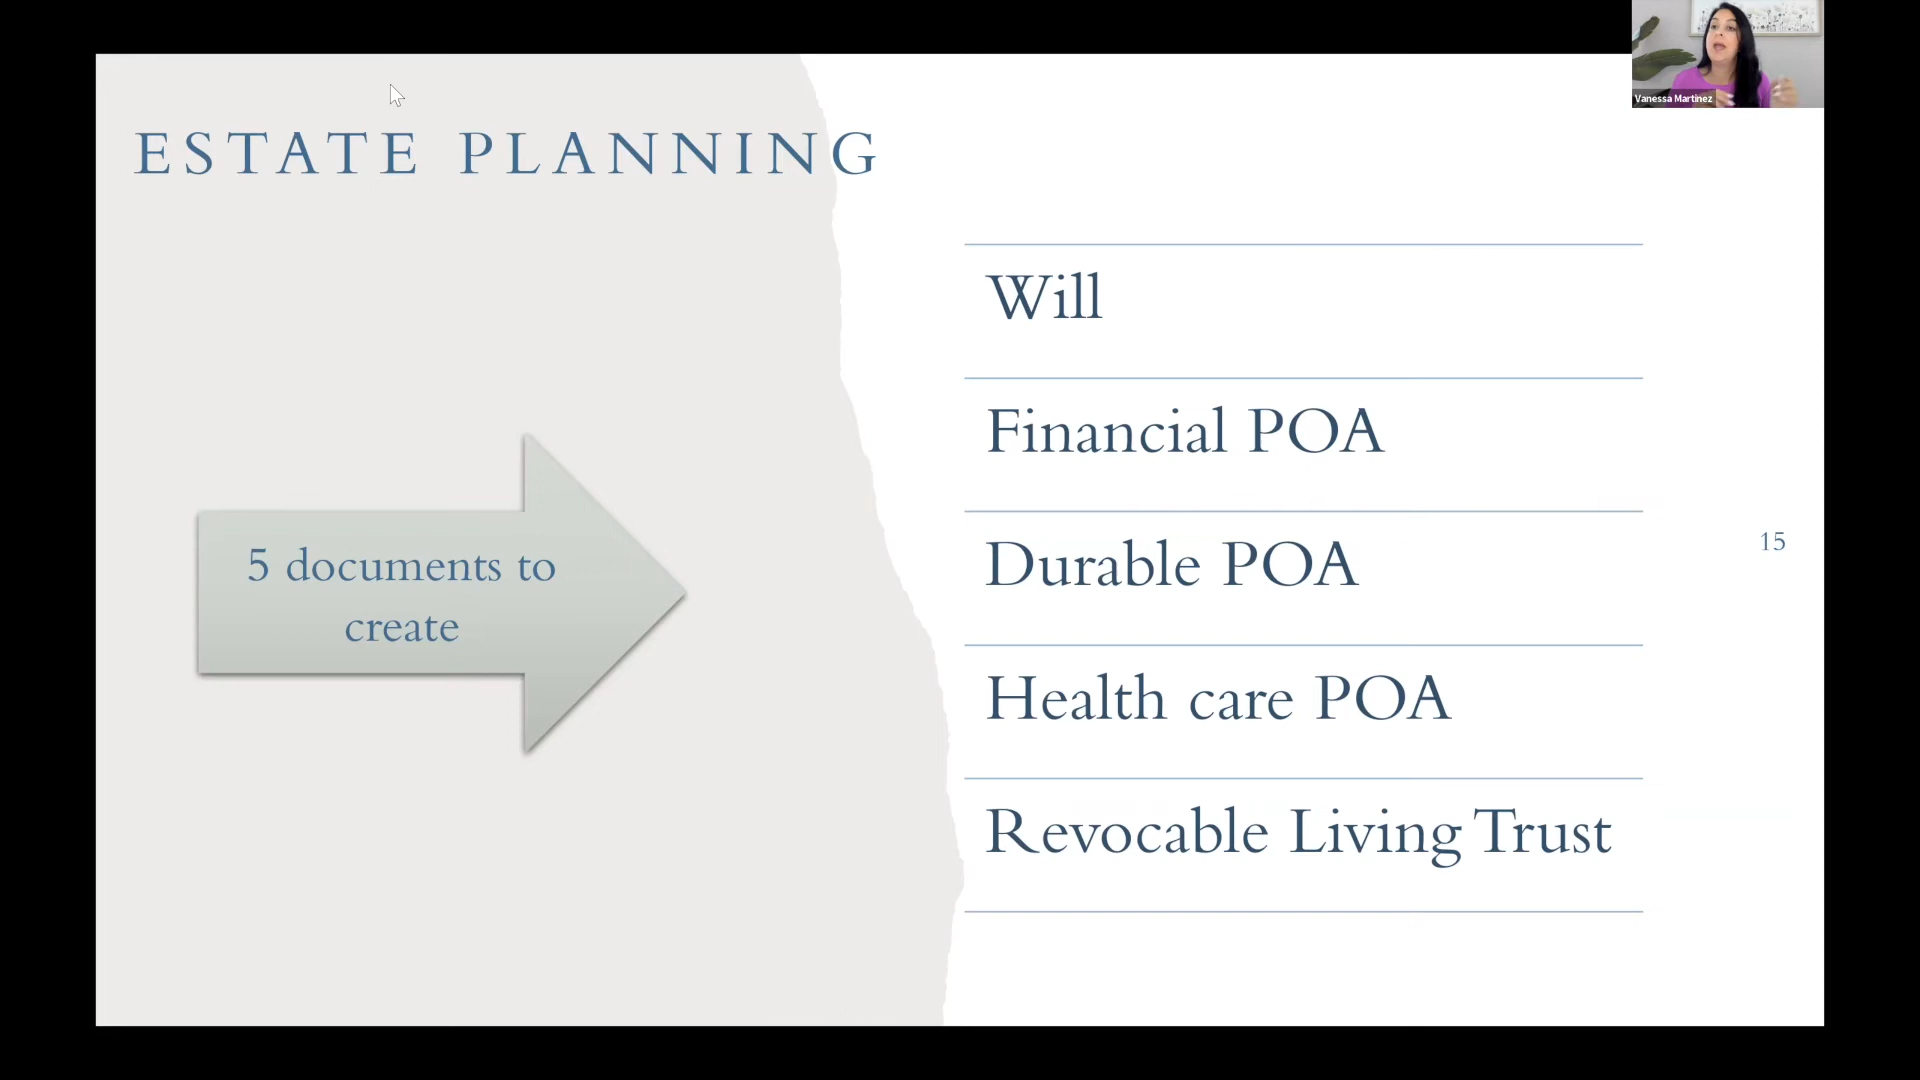 Vanessa Martinez
ESTATE PLANNING
5 documents to
create
Will
Financial POA
Durable POA
Health care POA
Revocable Living Trust
15